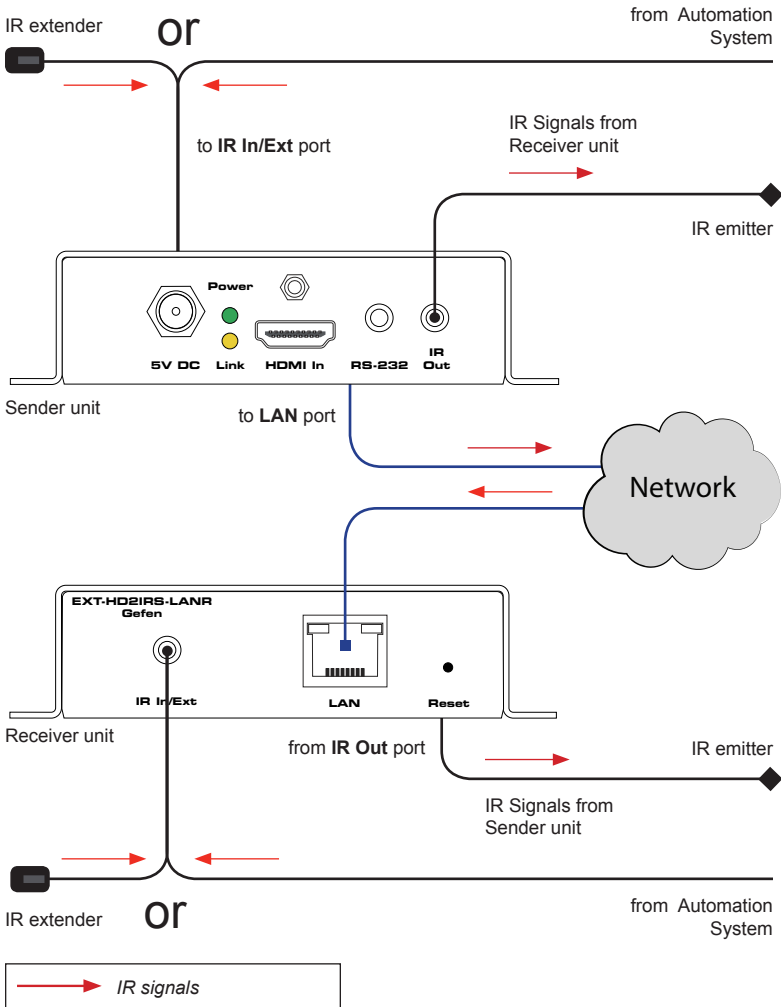 IR extender
or
from Automation
System
IR Signals from
Receiver unit
to IR In/Ext port
IR emitter
Power
5V DC
Link
HDMI In
RS-232
IR
Out
Sender unit
to LAN port
Network
EXT-HD2IRS-LANR
Gefen
IR In/Ext
LAN
Reset
Receiver unit
from IR Out port
IR emitter
IR Signals from
Sender unit
IR extender
or
from Automation
System
IR signals